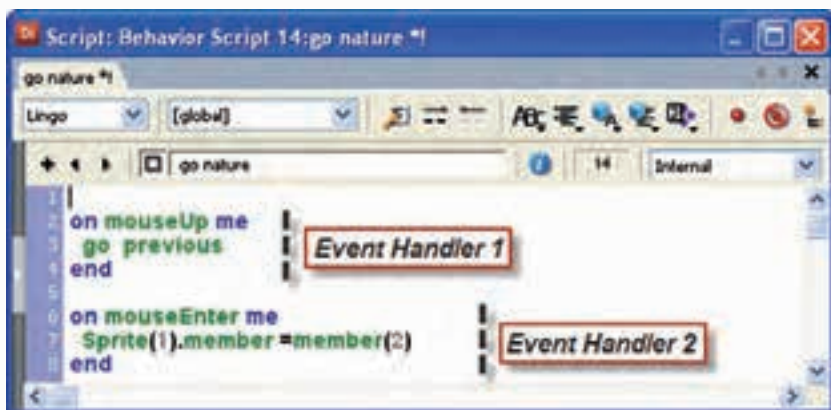 Script: Behavior Script 14:go nature *!
go nature *!
Lingo [global]
go nature 14 Internal
1
2 on mouseUp me
3 go previous
4 end
5
6 on mouseEnter me
7 Sprite(1).member =member(2)
8 end
Event Handler 1
Event Handler 2